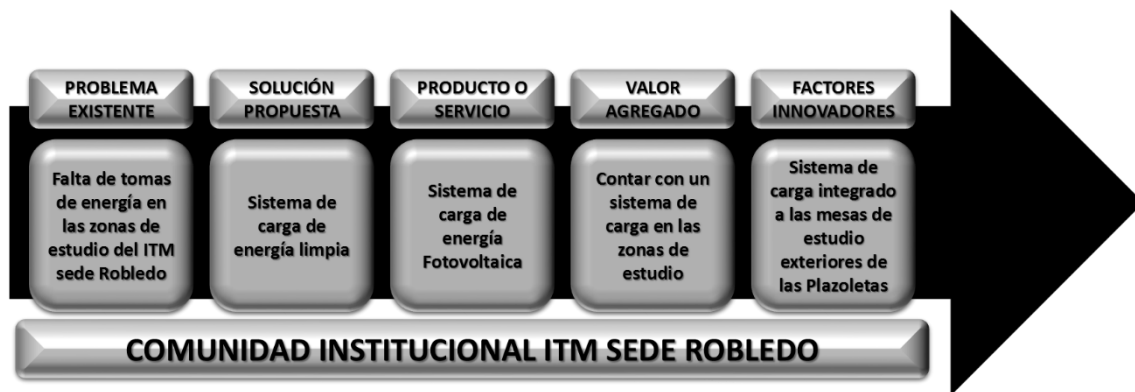 PROBLEMA
EXISTENTE
SOLUCIÓN
PROPUESTA
PRODUCTO O
SERVICIO
VALOR
AGREGADO
FACTORES
INNOVADORES
Falta de tomas
de energía en
las zonas de
estudio del ITM
sede Robledo
Sistema de
carga de
energía limpia
Sistema de
carga de
energía
Fotovoltaica
Contar con un
sistema de
carga en las
zonas de
estudio
Sistema de
carga integrado
a las mesas de
estudio
exteriores de
las Plazoletas
COMUNIDAD INSTITUCIONAL ITM SEDE ROBLEDO